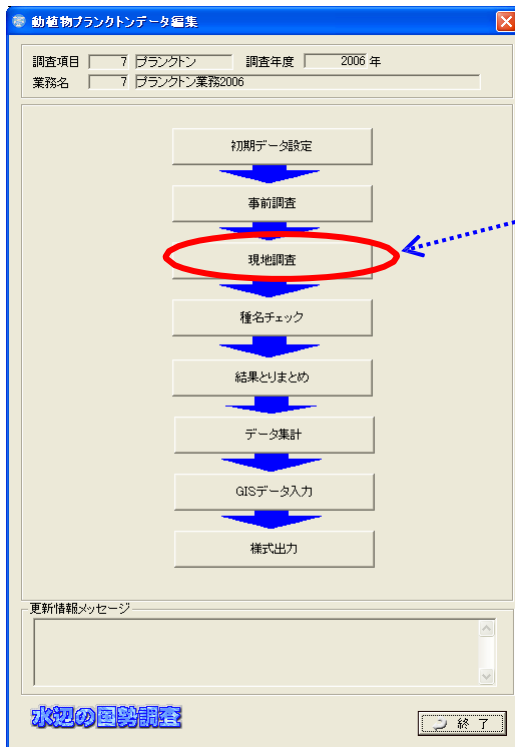 動植物プランクトンデータ編集
調査項目 7 プランクトン 調査年度 2006 年
業務名 7 プランクトン業務2006
初期データ設定
事前調査
現地調査
種名チェック
結果とりまとめ
データ集計
GISデータ入力
様式出力
更新情報メッセージ
水辺の国勢調査
終 了